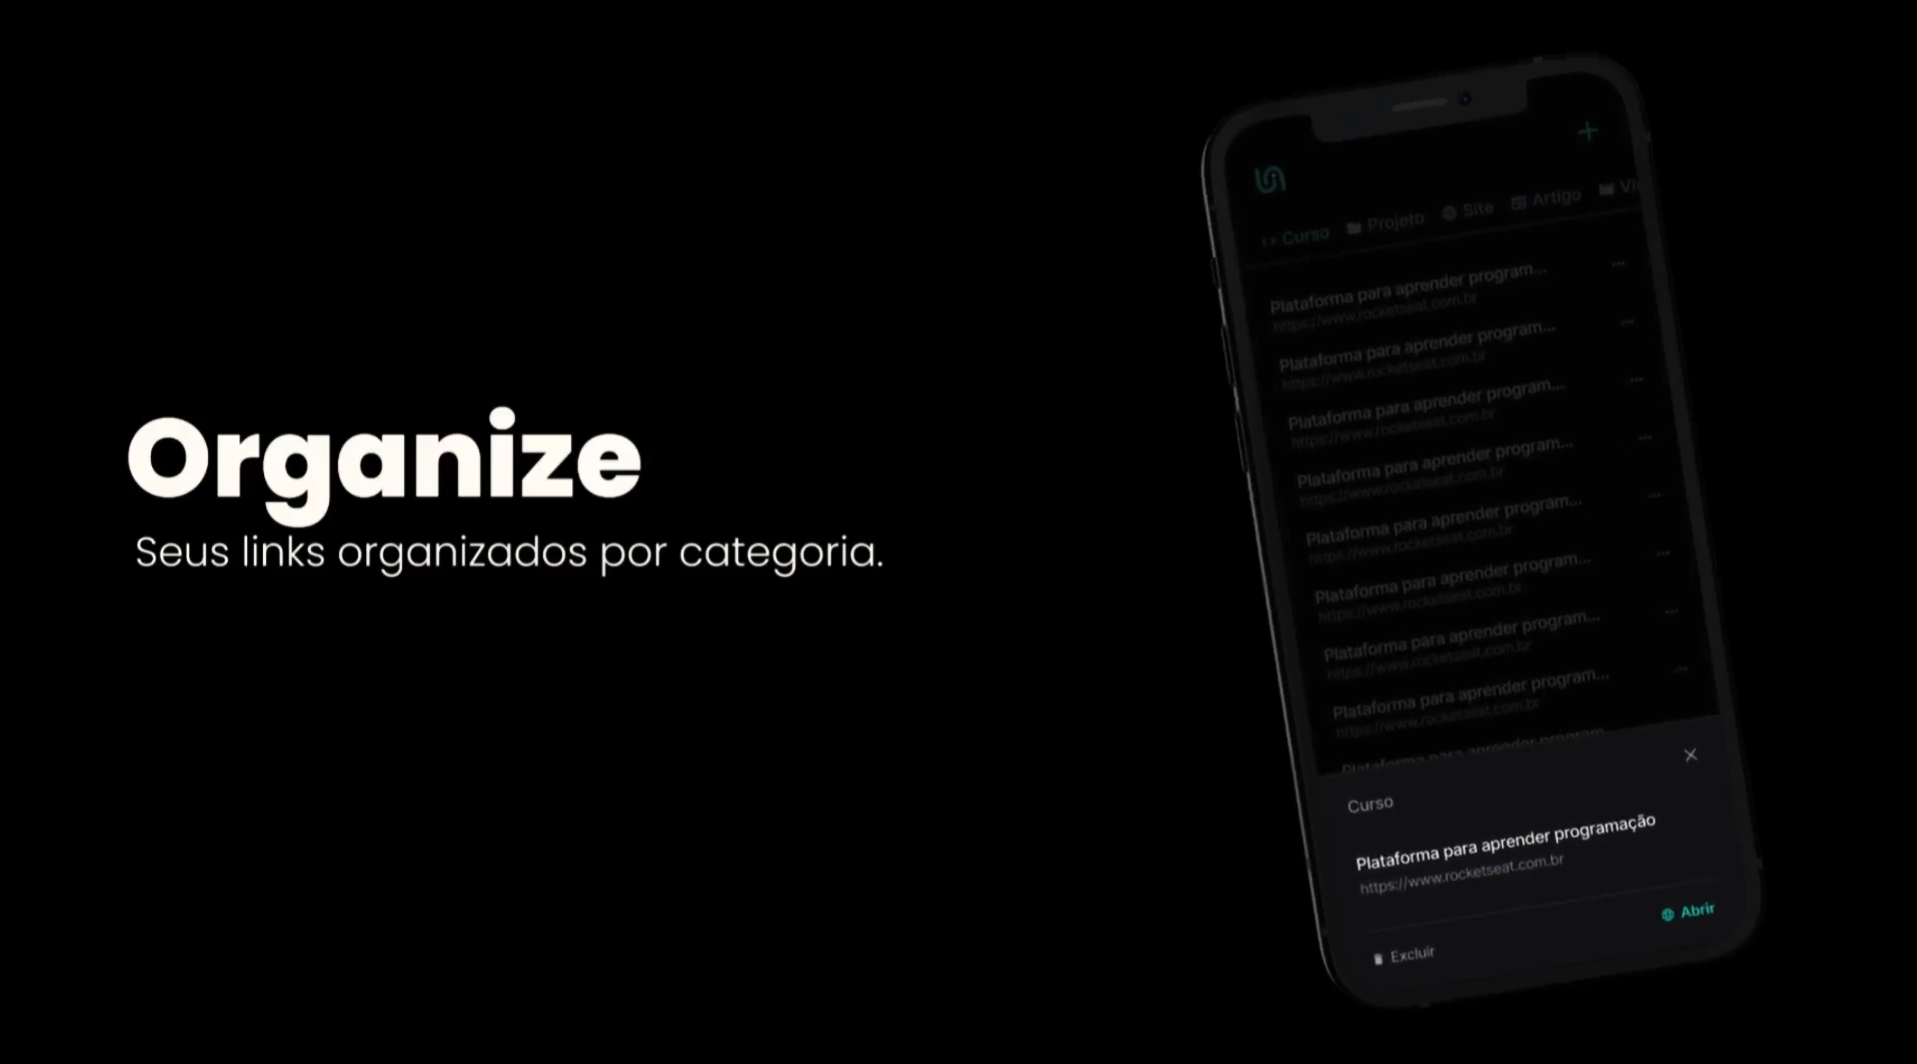 Organize
Seus links organizados por categoria.
Curso Projeto Site Artigo
Plataforma para aprender program...
https://www.rocketseat.com.br
Plataforma para aprender program...
https://www.rocketseat.com.br
Plataforma para aprender program...
https://www.rocketseat.com.br
Plataforma para aprender program...
https://www.rocketseat.com.br
Plataforma para aprender program...
https://www.rocketseat.com.br
Plataforma para aprender program...
https://www.rocketseat.com.br
Plataforma para aprender program...
https://www.rocketseat.com.br
Plataforma para aprender program...
https://www.rocketseat.com.br
Plataforma para aprender program...
Curso
Plataforma para aprender programação
https://www.rocketseat.com.br
Abrir
Excluir